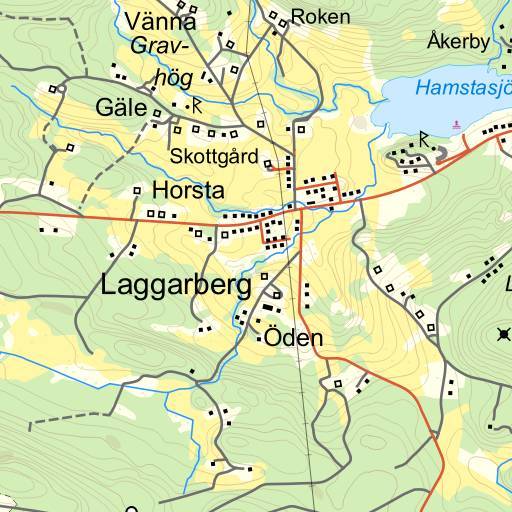 Vänna
Roken
Grav-
hög
Åkerby
Hamstasjö
Gäle
R
R
Skottgård
Horsta
Laggarberg
Öden
L